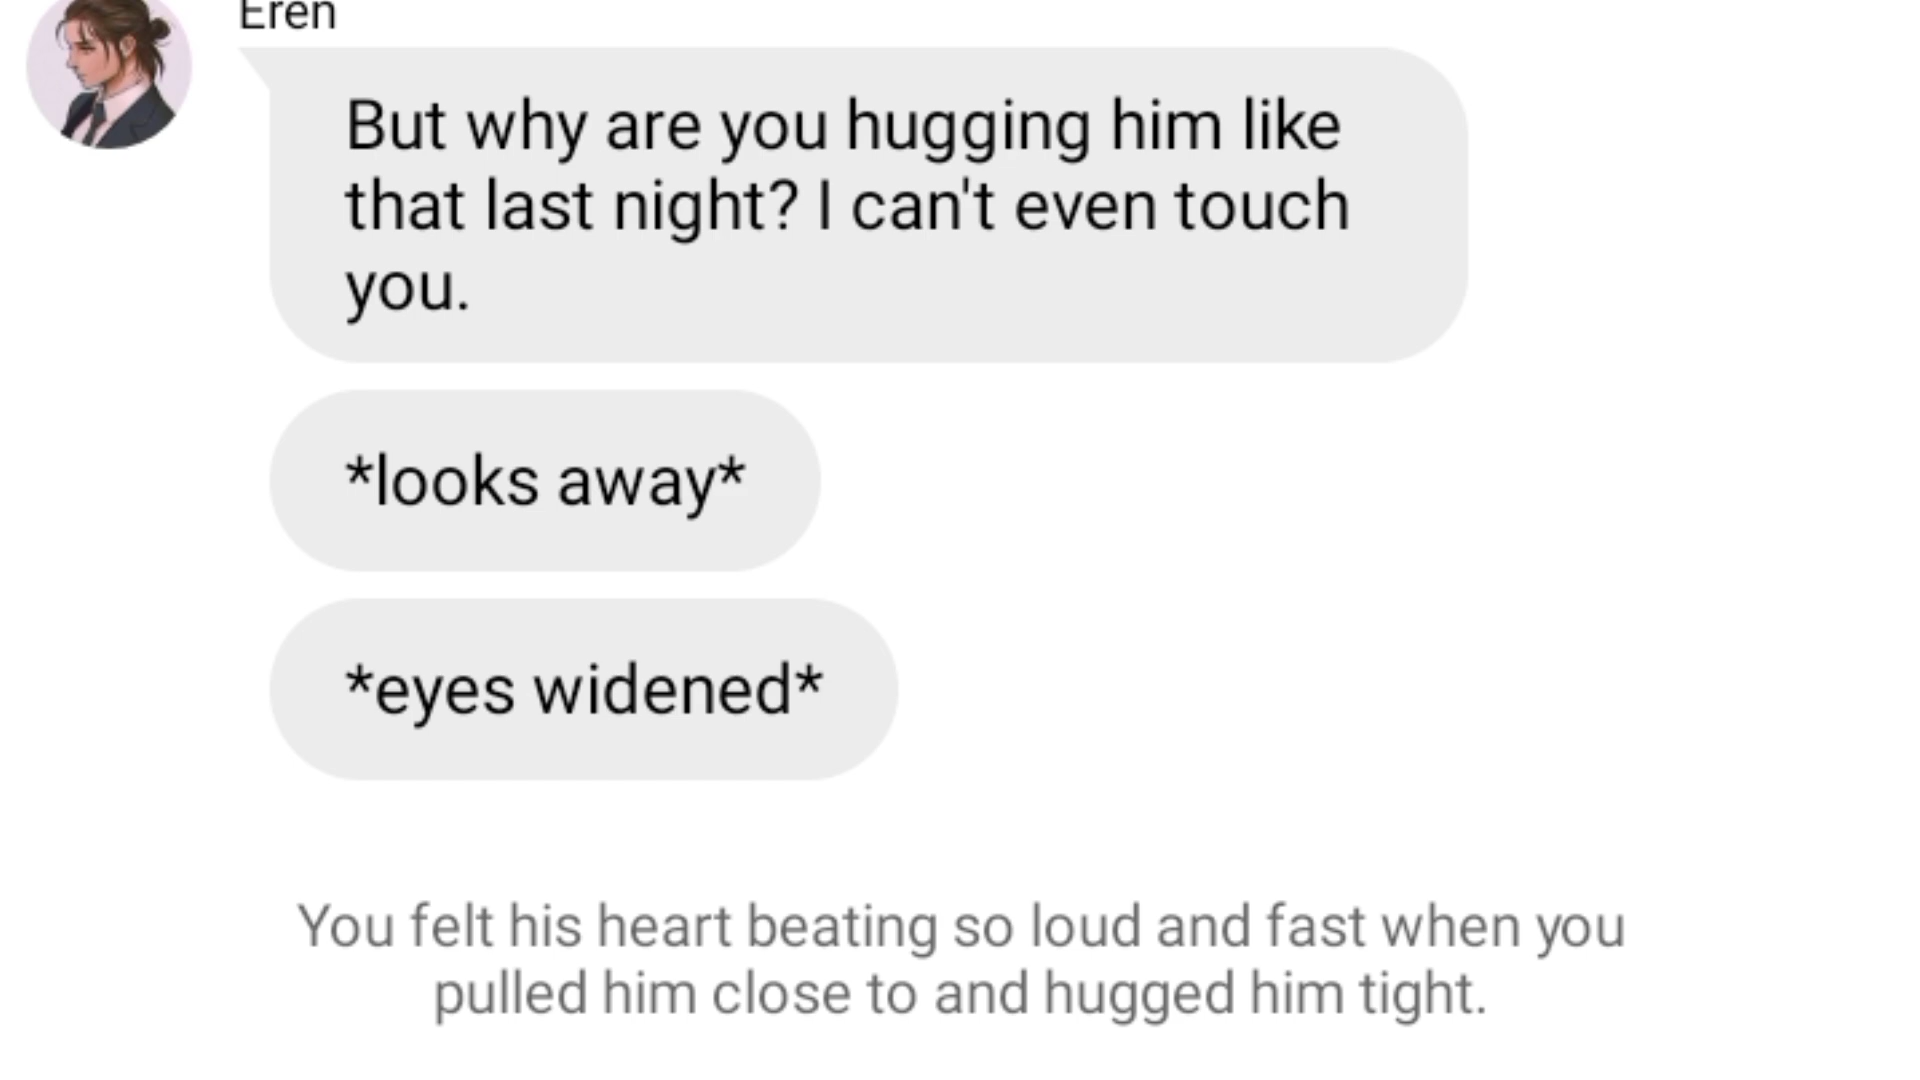 Eren
But why are you hugging him like
that last night? I can't even touch
you.
*looks away*
*eyes widened*
You felt his heart beating so loud and fast when you
pulled him close to and hugged him tight.